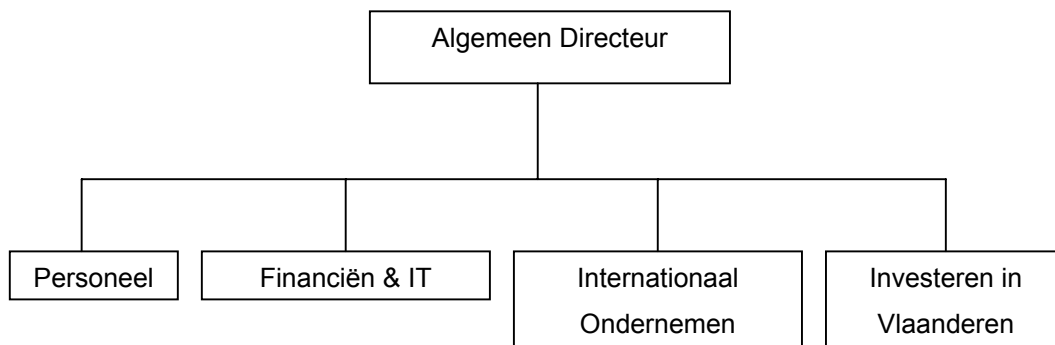 Algemeen Directeur
Personeel
Financiën & IT
Internationaal
Ondernemen
Investeren in
Vlaanderen